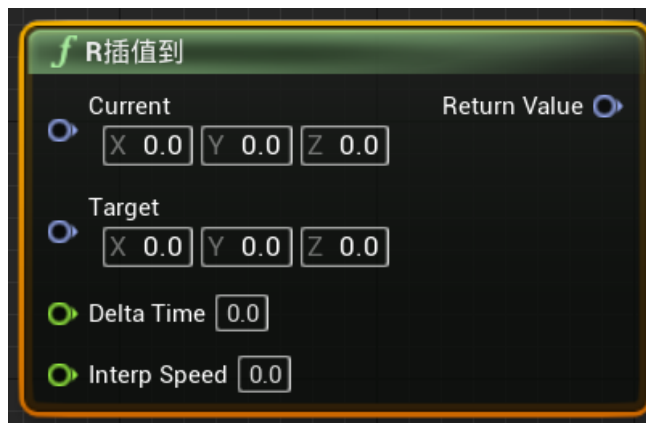 f R插值到
Current
Return Value
X 0.0 Y 0.0 Z 0.0
Target
X 0.0 Y 0.0 Z 0.0
Delta Time 0.0
Interp Speed 0.0